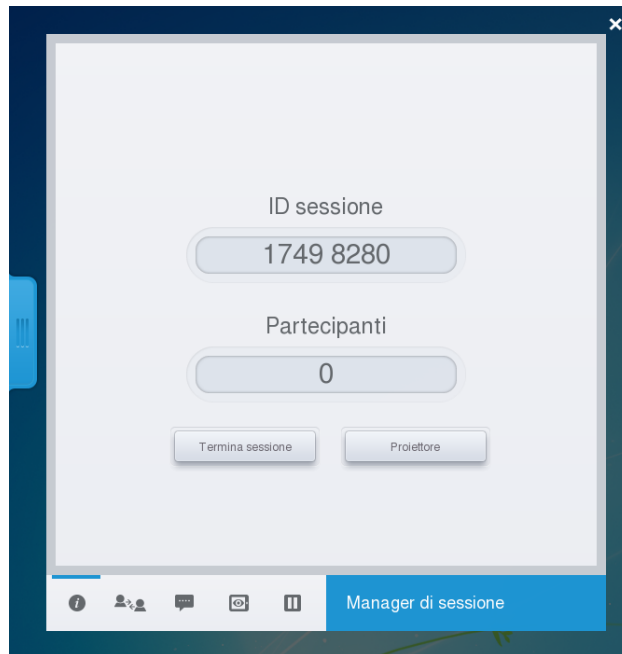 ID sessione
1749 8280
Partecipanti
0
Termina sessione
Proiettore
Manager di sessione